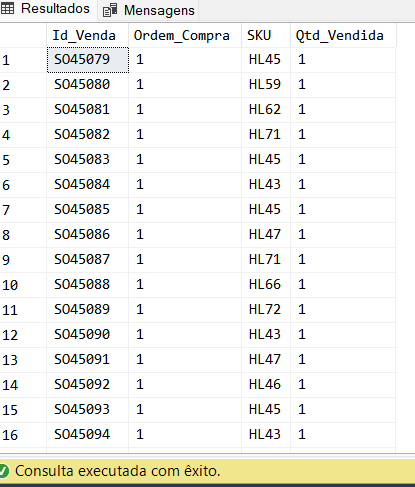 Resultados Mensagens
Id_Venda Ordem_Compra SKU Qtd_Vendida
1 SO45079 1 HL45 1
2 SO45080 1 HL59 1
3 SO45081 1 HL62 1
4 SO45082 1 HL71 1
5 SO45083 1 HL45 1
6 SO45084 1 HL43 1
7 SO45085 1 HL45 1
8 SO45086 1 HL47 1
9 SO45087 1 HL71 1
10 SO45088 1 HL66 1
11 SO45089 1 HL72 1
12 SO45090 1 HL43 1
13 SO45091 1 HL47 1
14 SO45092 1 HL46 1
15 SO45093 1 HL45 1
16 SO45094 1 HL43 1
Consulta executada com êxito.